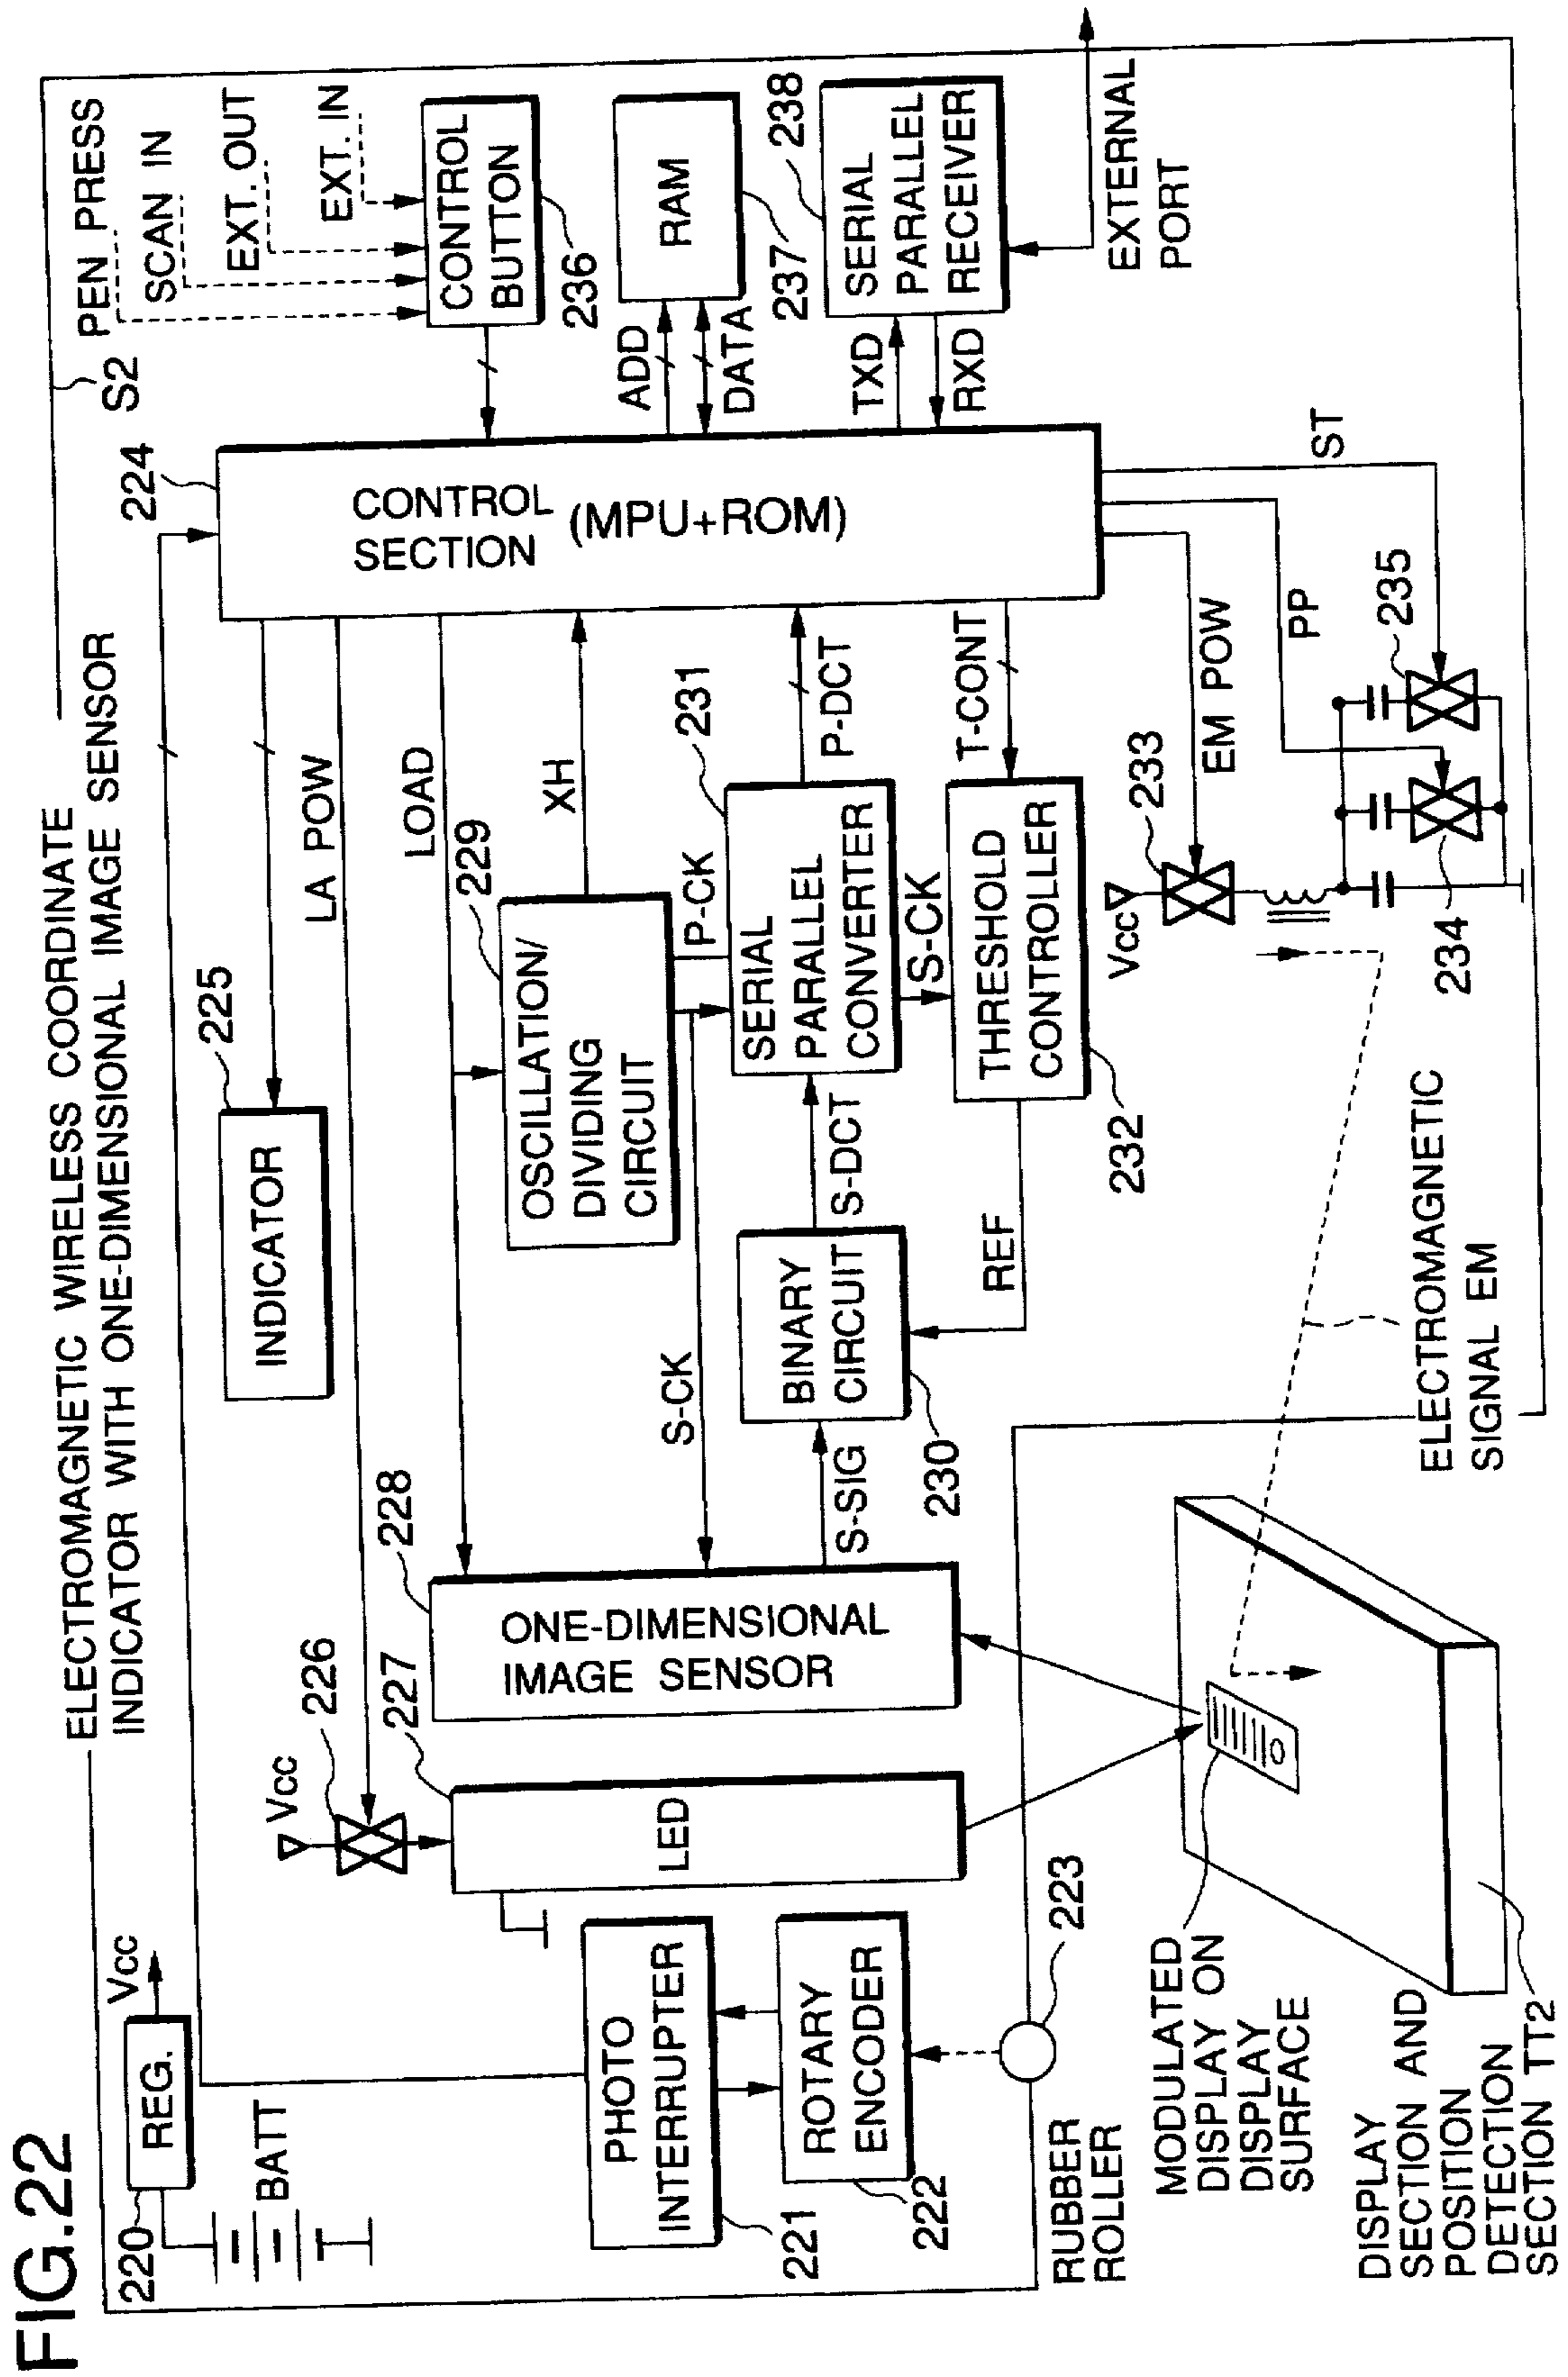 FIG.22
ELECTROMAGNETIC WIRELESS COORDINATE
INDICATOR WITH ONE-DIMENSIONAL IMAGE SENSOR
S2
220
REG.
Vcc
BATT
225
INDICATOR
224
CONTROL
SECTION
(MPU+ROM)
PEN PRESS
SCAN IN
EXT. OUT
EXT. IN
CONTROL
BUTTON
236
LA POW
LOAD
Vcc
226
227
LED
228
ONE-DIMENSIONAL
IMAGE SENSOR
229
OSCILLATION/
DIVIDING
CIRCUIT
XH
P-CK
S-CK
ADD
DATA
RAM
237
PHOTO
INTERRUPTER
221
ROTARY
ENCODER
222
223
RUBBER
ROLLER
S-SIG
BINARY
CIRCUIT
230
S-DCT
231
SERIAL
PARALLEL
CONVERTER
P-DCT
S-CK
TXD
RXD
238
SERIAL
PARALLEL
RECEIVER
EXTERNAL
PORT
REF
THRESHOLD
CONTROLLER
232
T-CONT
Vcc
233
EM POW
PP
ST
234
235
MODULATED
DISPLAY ON
DISPLAY
SURFACE
DISPLAY
SECTION AND
POSITION
DETECTION
SECTION TT2
ELECTROMAGNETIC
SIGNAL EM